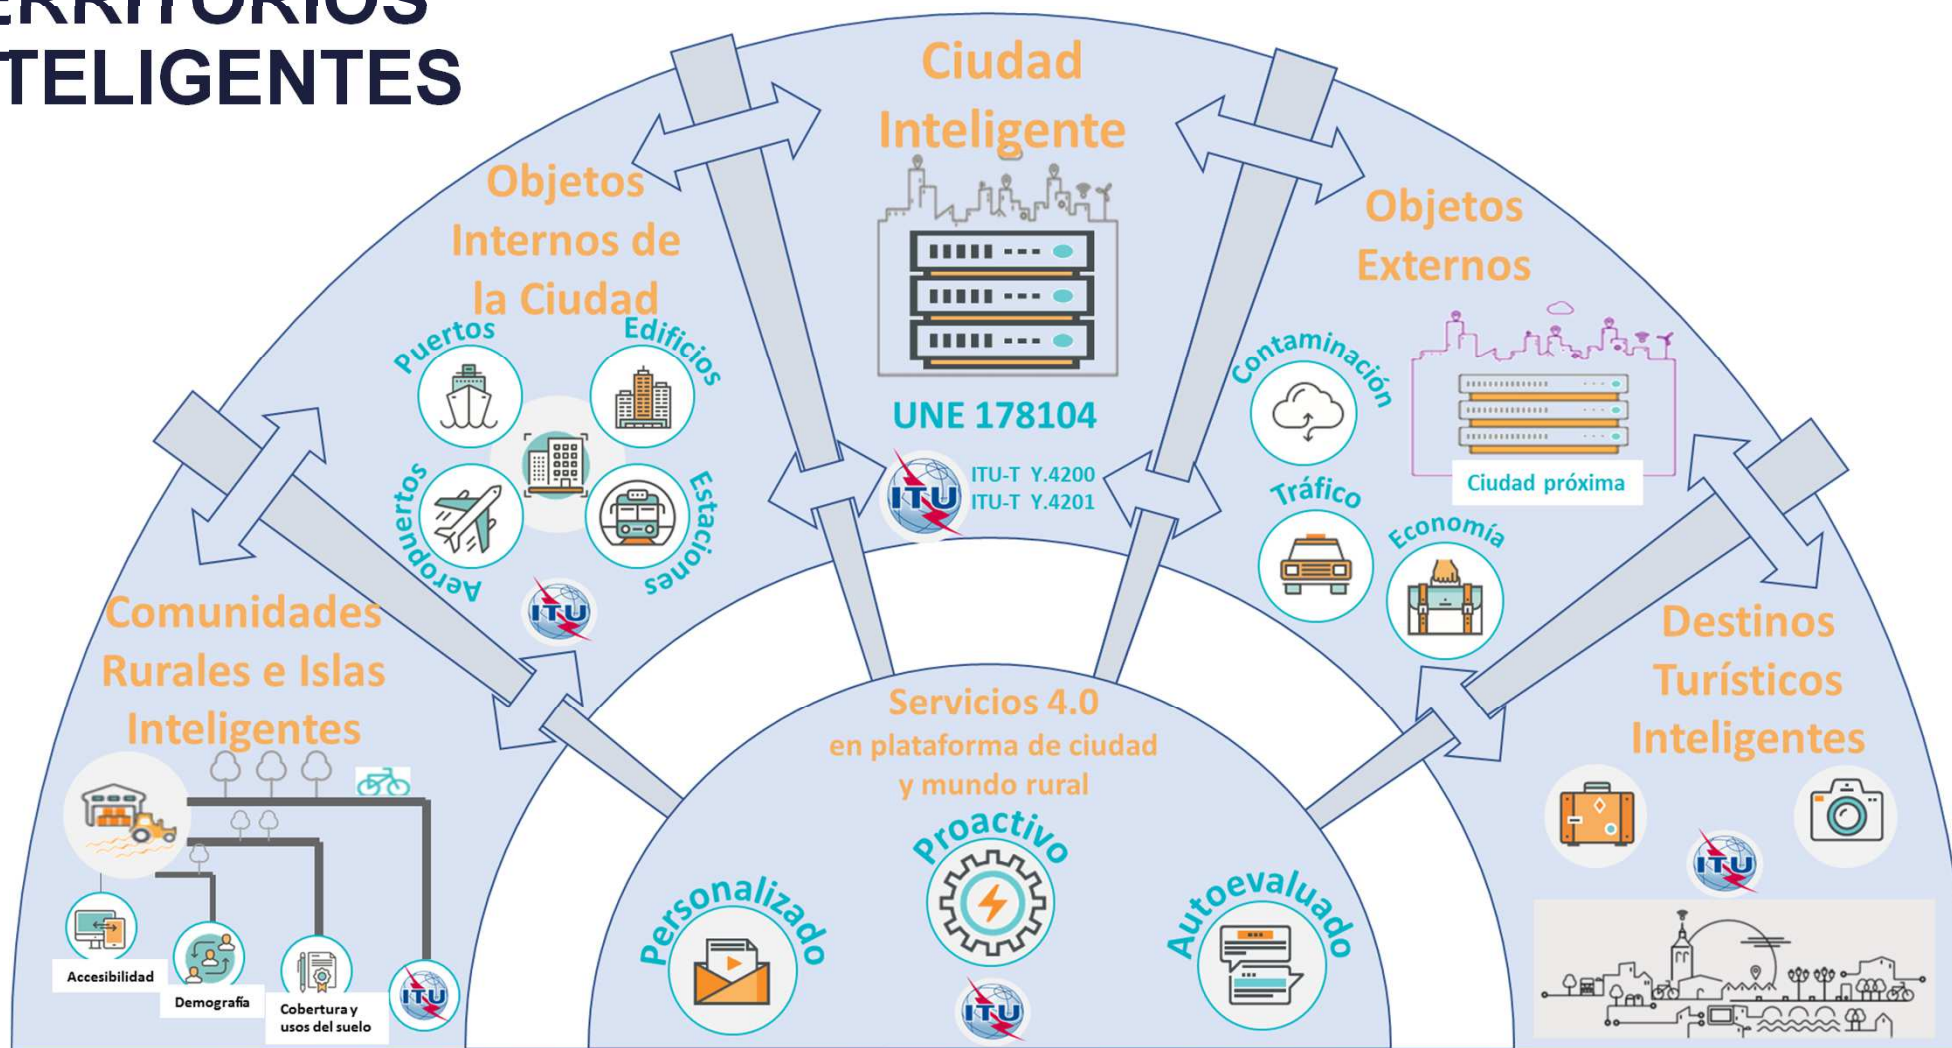 ERRITORIOS
TELIGENTES
Ciudad
Inteligente
UNE 178104
ITU
ITU-T Y.4200
ITU-T Y.4201
Objetos
Internos de
la Ciudad
Puertos
Edificios
Aeropuertos
Estaciones
ITU
Objetos
Externos
Contaminación
Ciudad próxima
Tráfico
Economía
Comunidades
Rurales e Islas
Inteligentes
Accesibilidad
Demografía
Cobertura y
usos del suelo
ITU
Servicios 4.0
en plataforma de ciudad
y mundo rural
Personalizado
Proactivo
Autoevaluado
ITU
Destinos
Turísticos
Inteligentes
ITU